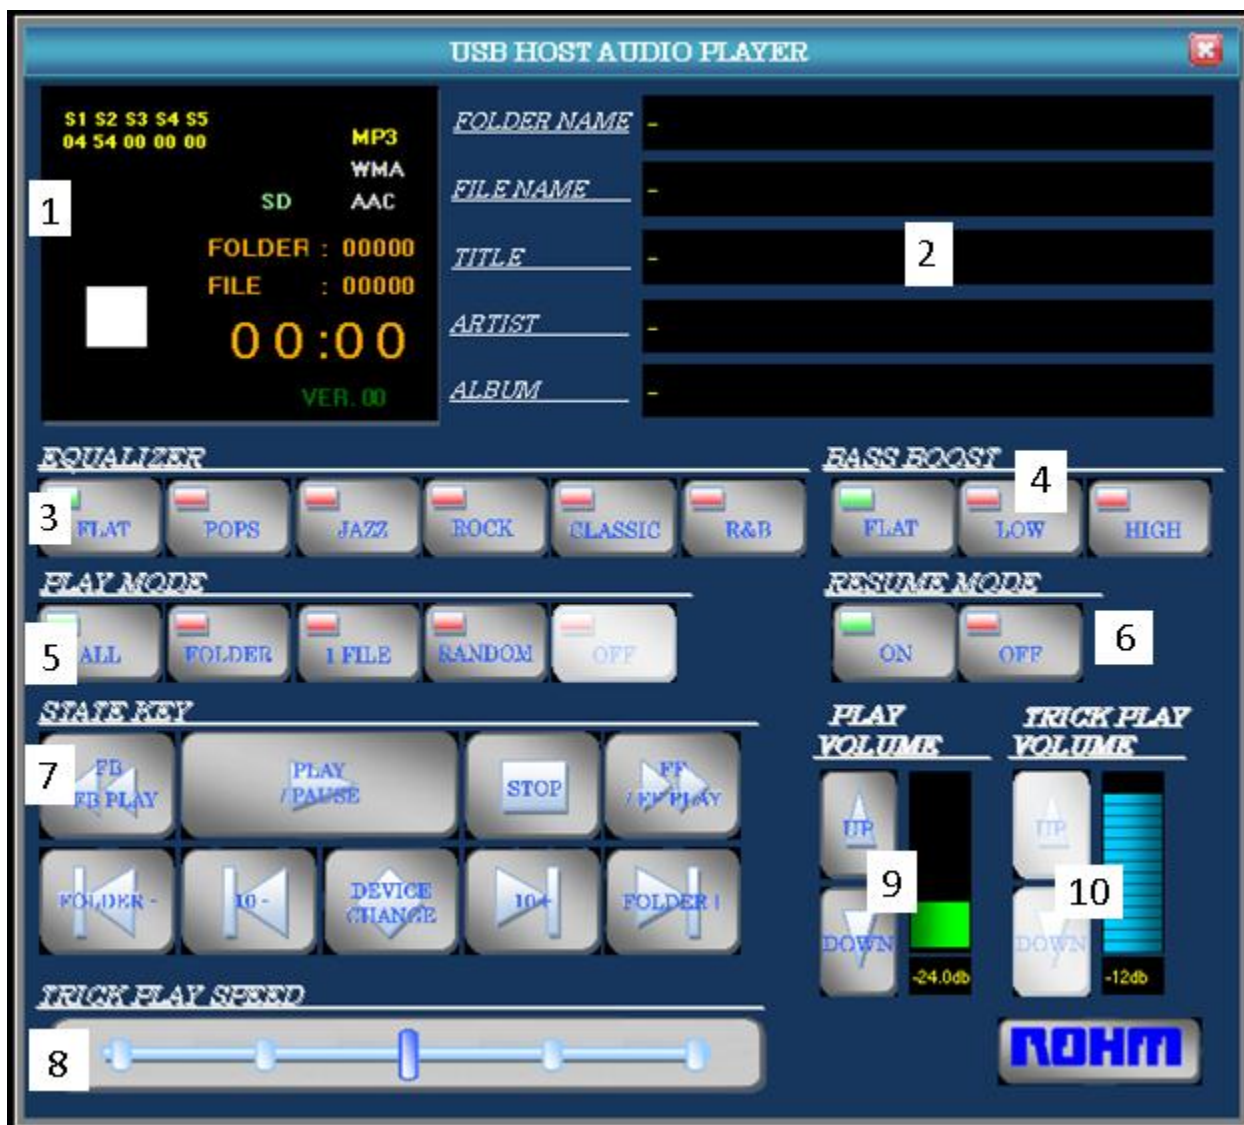 USB HOST AUDIO PLAYER
S1 S2 S3 S4 S5
04 54 00 00 00
MP3
WMA
SD AAC
FOLDER : 00000
FILE : 00000
00:00
VER. 00
1
FOLDER NAME -
FILE NAME -
TITLE -
ARTIST -
ALBUM -
2
EQUALIZER
3 FLAT POPS JAZZ ROCK CLASSIC R&B
BASS BOOST
4
FLAT LOW HIGH
PLAY MODE
5 ALL FOLDER 1 FILE RANDOM OFF
RESUME MODE
ON OFF 6
STATE KEY
7
FB
FB PLAY
PLAY
/ PAUSE
STOP
FF
/ FF PLAY
FOLDER -
10 -
DEVICE
CHANGE
10 +
FOLDER +
PLAY
VOLUME
UP
9
DOWN
-24.0db
TRICK PLAY
VOLUME
UP
10
DOWN
-12db
TRICK PLAY SPEED
8
ROHM